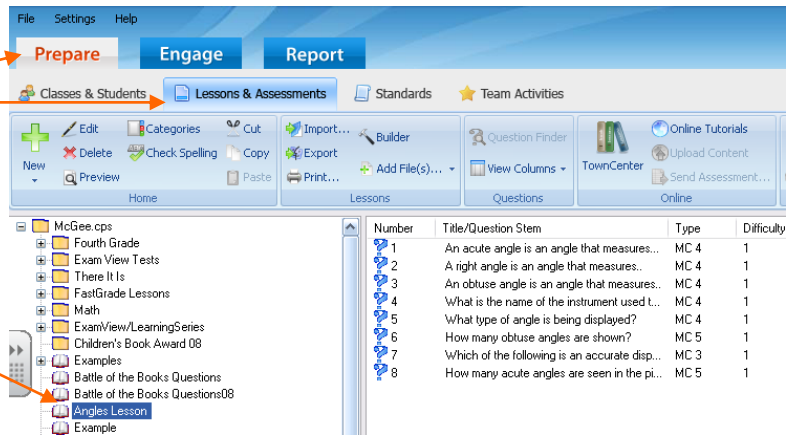 File Settings Help
Prepare Engage Report
Classes & Students Lessons & Assessments Standards Team Activities
New
Edit Categories Cut
Delete Check Spelling Copy
Preview Paste
Home
Import... Builder
Export
Print... Add File(s)...
Lessons
Question Finder
View Columns
Questions
TownCenter
Online Tutorials
Upload Content
Send Assessment...
Online
McGee.cps
Fourth Grade
Exam View Tests
There It Is
FastGrade Lessons
Math
ExamView/LearningSeries
Children's Book Award 08
Examples
Battle of the Books Questions
Battle of the Books Questions08
Angles Lesson
Example
Number Title/Question Stem Type Difficulty
1 An acute angle is an angle that measures... MC 4 1
2 A right angle is an angle that measures.. MC 4 1
3 An obtuse angle is an angle that measures.. MC 4 1
4 What is the name of the instrument used t... MC 4 1
5 What type of angle is being displayed? MC 4 1
6 How many obtuse angles are shown? MC 5 1
7 Which of the following is an accurate disp... MC 3 1
8 How many acute angles are seen in the pi... MC 5 1